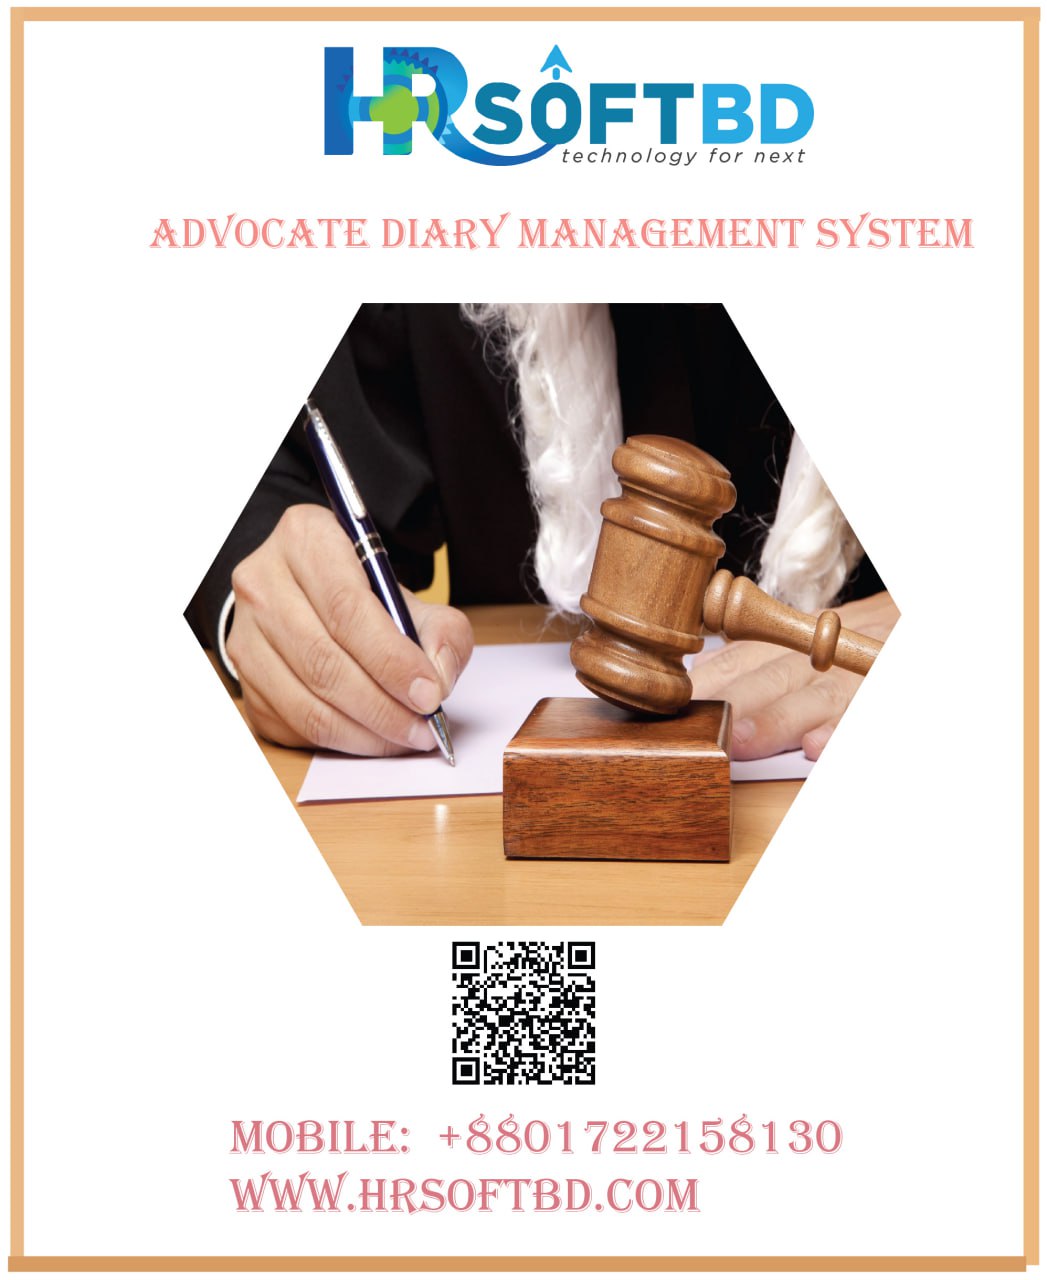 HRSOFTBD
technology for next
ADVOCATE DIARY MANAGEMENT SYSTEM
MOBILE: +8801722158130
WWW.HRSOFTBD.COM